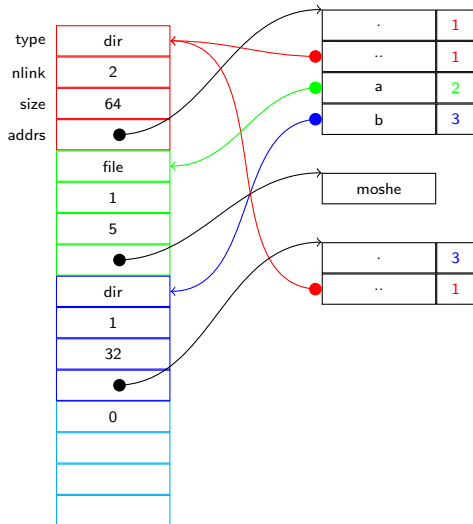 type dir
nlink 2
size 64
addrs
file
1
5
dir
1
32
0
. 1
.. 1
a 2
b 3
moshe
. 3
.. 1